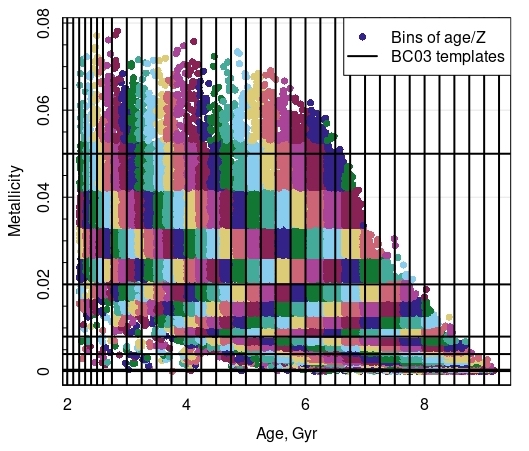 Bins of age/Z
BC03 templates
0.08
0.06
0.04
0.02
0
Metallicity
2 4 6 8
Age, Gyr